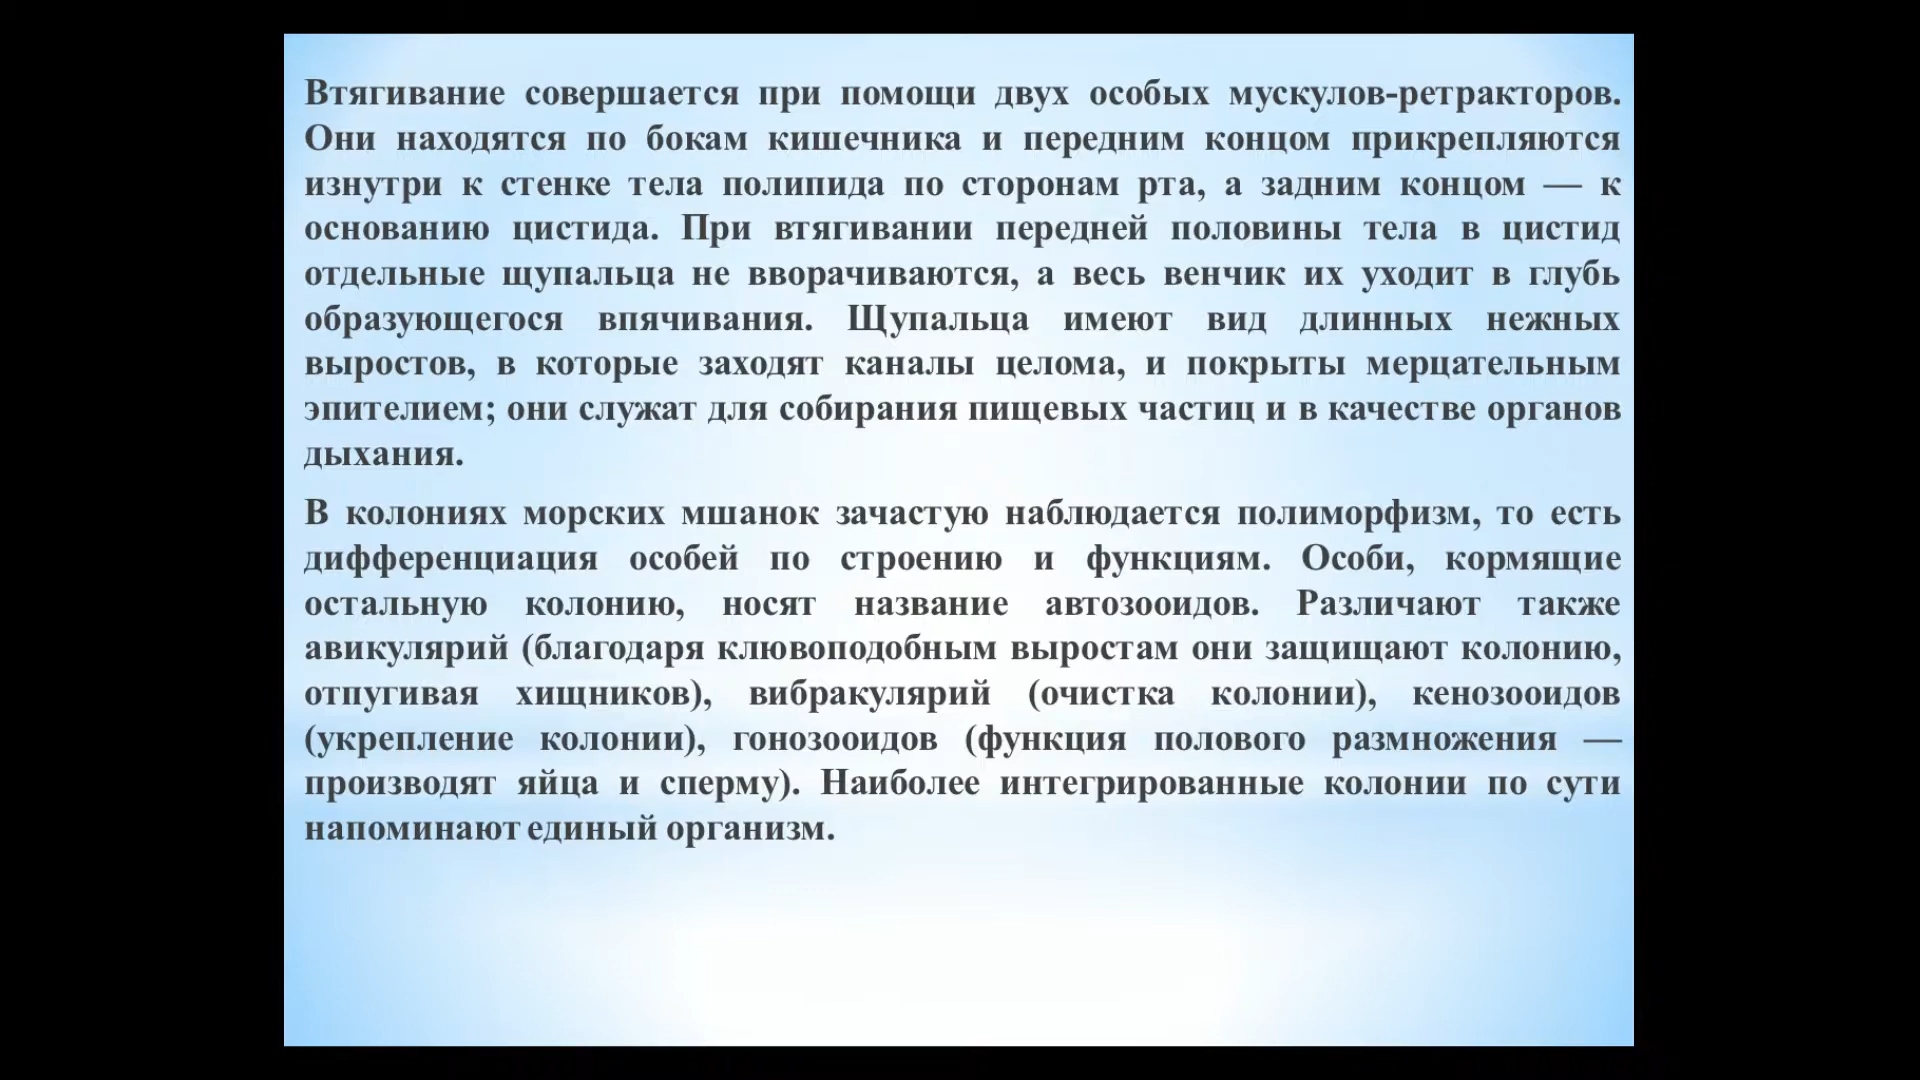 Втягивание совершается при помощи двух особых мускулов-ретракторов.
Они находятся по бокам кишечника и передним концом прикрепляются
изнутри к стенке тела полипида по сторонам рта, а задним концом — к
основанию цистида. При втягивании передней половины тела в цистид
отдельные щупальца не вворачиваются, а весь венчик их уходит в глубь
образующегося впячивания. Щупальца имеют вид длинных нежных
выростов, в которые заходят каналы целома, и покрыты мерцательным
эпителием; они служат для собирания пищевых частиц и в качестве органов
дыхания.
В колониях морских мшанок зачастую наблюдается полиморфизм, то есть
дифференциация особей по строению и функциям. Особи, кормящие
остальную колонию, носят название автозооидов. Различают также
авикулярий (благодаря клювоподобным выростам они защищают колонию,
отпугивая хищников), вибракулярий (очистка колонии), кенозооидов
(укрепление колонии), гонозооидов (функция полового размножения —
производят яйца и сперму). Наиболее интегрированные колонии по сути
напоминают единый организм.